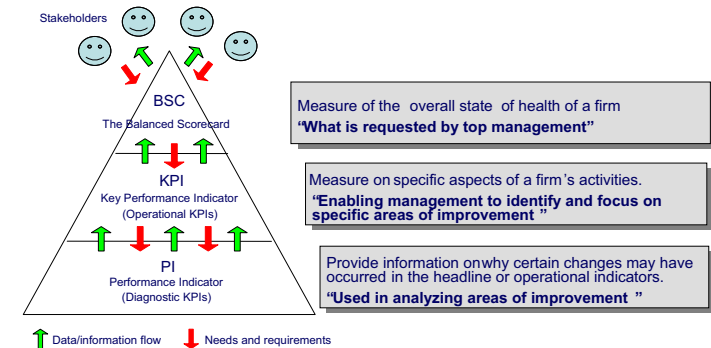 Stakeholders
BSC
The Balanced Scorecard
Measure of the overall state of health of a firm
“What is requested by top management”
KPI
Key Performance Indicator
(Operational KPIs)
Measure on specific aspects of a firm’s activities.
“Enabling management to identify and focus on
specific areas of improvement ”
PI
Performance Indicator
(Diagnostic KPIs)
Provide information onwhy certain changes may have
occurred in the headline or operational indicators.
“Used in analyzing areas of improvement ”
Data/information flow
Needs and requirements